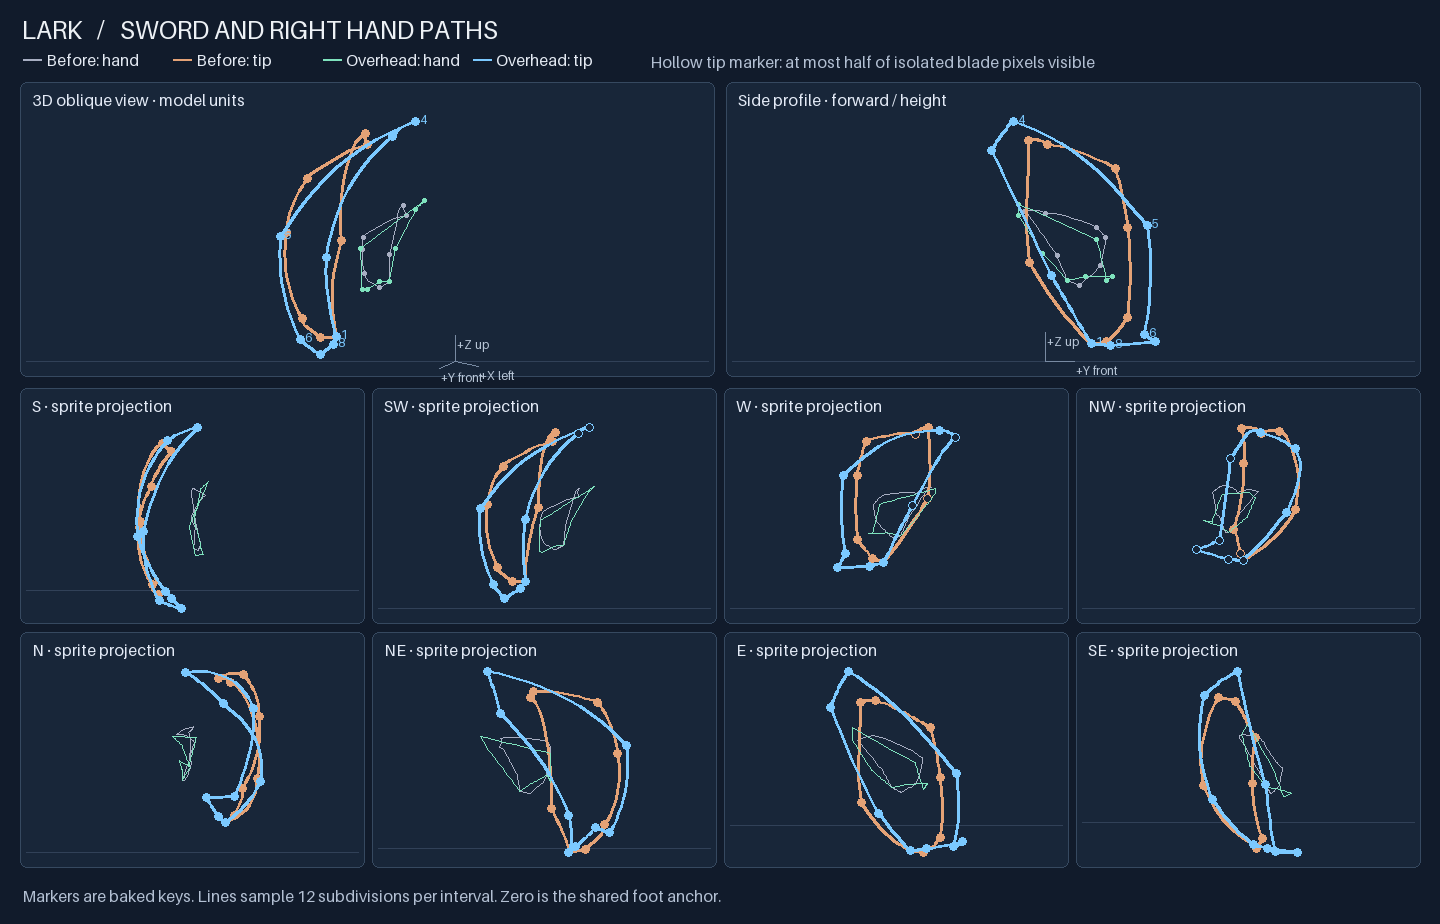 LARK / SWORD AND RIGHT HAND PATHS
Before: hand Before: tip Overhead: hand Overhead: tip Hollow tip marker: at most half of isolated blade pixels visible
3D oblique view · model units
4
6
1
8
+Z up
+Y front
+X left
Side profile · forward / height
4
5
6
8
+Z up
+Y front
S · sprite projection
SW · sprite projection
W · sprite projection
NW · sprite projection
N · sprite projection
NE · sprite projection
E · sprite projection
SE · sprite projection
Markers are baked keys. Lines sample 12 subdivisions per interval. Zero is the shared foot anchor.